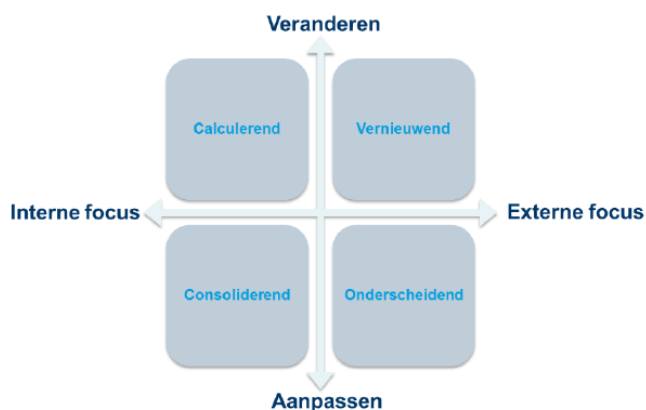 Veranderen
Calculerend
Vernieuwend
Interne focus
Externe focus
Consoliderend
Onderscheidend
Aanpassen